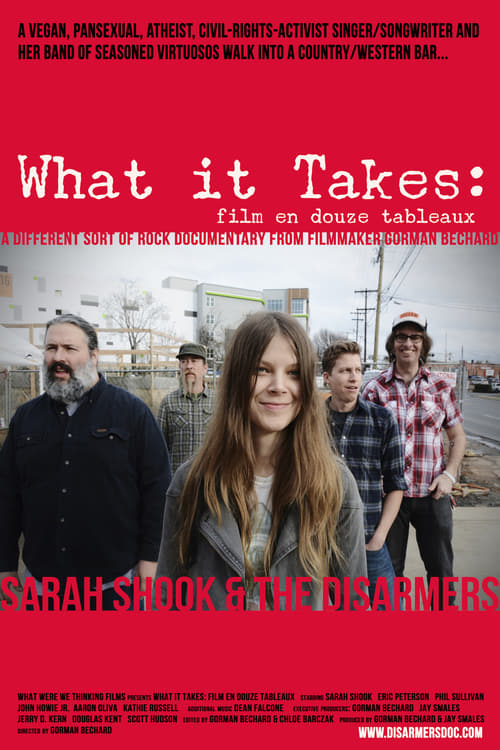 A VEGAN, PANSEXUAL, ATHEIST, CIVIL-RIGHTS-ACTIVIST SINGER/SONGWRITER AND
HER BAND OF SEASONED VIRTUOSOS WALK INTO A COUNTRY/WESTERN BAR...
What it Takes:
film en douze tableaux
A DIFFERENT SORT OF ROCK DOCUMENTARY FROM FILMMAKER GORMAN BECHARD
SARAH SHOOK & THE DISARMERS
WHAT WERE WE THINKING FILMS PRESENTS WHAT IT TAKES: FILM EN DOUZE TABLEAUX STARRING SARAH SHOOK ERIC PETERSON PHIL SULLIVAN
JOHN HOWIE JR. AARON OLIVA KATHIE RUSSELL ADDITIONAL MUSIC DEAN FALCONE EXECUTIVE PRODUCERS: GORMAN BECHARD JAY SMALES
JERRY D. KERN DOUGLAS KENT SCOTT HUDSON EDITED BY GORMAN BECHARD & CHLOE BARCZAK PRODUCED BY GORMAN BECHARD & JAY SMALES
DIRECTED BY GORMAN BECHARD
WWW.DISARMERSDOC.COM